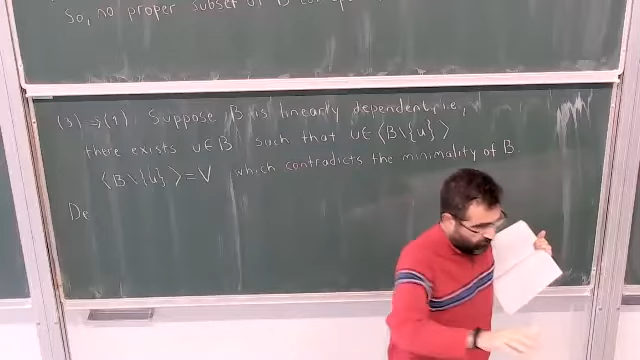 So, no proper subset of B
(3) ⇒ (1). Suppose B is linearly dependent, ie,
there exists u ∈ B such that u ∈ ⟨B\{u}⟩
⟨B\{u}⟩ = V which contradicts the minimality of B.
De